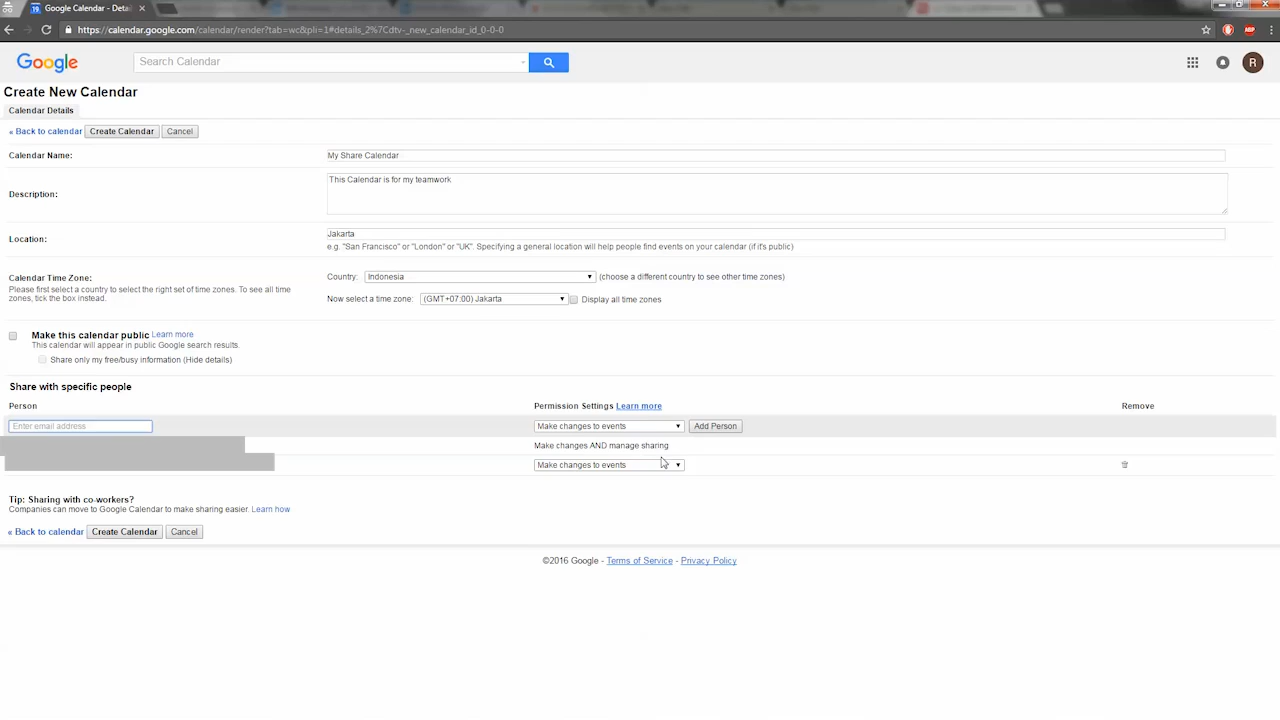 Google Calendar - Detai
https://calendar.google.com/calendar/render?tab=wc&pli=1#details_2%7Cdtv-_new_calendar_id_0-0-0
Google
Search Calendar
R
Create New Calendar
Calendar Details
« Back to calendar Create Calendar Cancel
Calendar Name: My Share Calendar
Description: This Calendar is for my teamwork
Location: Jakarta
e.g. "San Francisco" or "London" or "UK". Specifying a general location will help people find events on your calendar (if it's public)
Calendar Time Zone:
Please first select a country to select the right set of time zones. To see all time zones, tick the box instead.
Country: Indonesia (choose a different country to see other time zones)
Now select a time zone: (GMT+07:00) Jakarta Display all time zones
Make this calendar public Learn more
This calendar will appear in public Google search results.
Share only my free/busy information (Hide details)
Share with specific people
Person Permission Settings Learn more Remove
Enter email address Make changes to events Add Person
Make changes AND manage sharing
Make changes to events
Tip: Sharing with co-workers?
Companies can move to Google Calendar to make sharing easier. Learn how
« Back to calendar Create Calendar Cancel
©2016 Google - Terms of Service - Privacy Policy